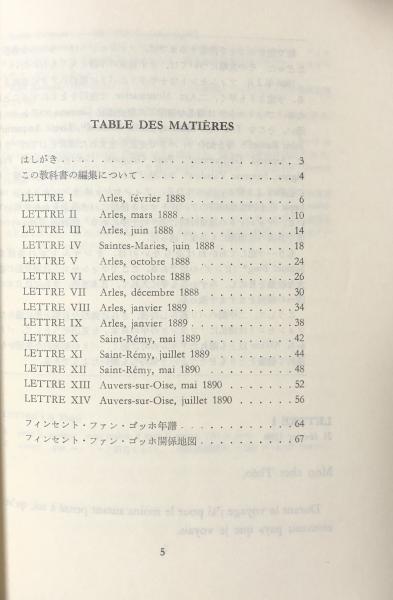 TABLE DES MATIÈRES
はしがき . . . . . . . . . . . . . . . . . . . . . . . 3
この教科書の編集について . . . . . . . . . . . . . . . 4
LETTRE I Arles, février 1888 . . . . . . . . . . . 6
LETTRE II Arles, mars 1888 . . . . . . . . . . . . 10
LETTRE III Arles, juin 1888 . . . . . . . . . . . . 14
LETTRE IV Saintes-Maries, juin 1888 . . . . . . . . 18
LETTRE V Arles, octobre 1888 . . . . . . . . . . . 24
LETTRE VI Arles, octobre 1888 . . . . . . . . . . . 26
LETTRE VII Arles, décembre 1888 . . . . . . . . . . 30
LETTRE VIII Arles, janvier 1889 . . . . . . . . . . 34
LETTRE IX Arles, janvier 1889 . . . . . . . . . . . 38
LETTRE X Saint-Rémy, mai 1889 . . . . . . . . . . . 42
LETTRE XI Saint-Rémy, juillet 1889 . . . . . . . . . 44
LETTRE XII Saint-Rémy, mai 1890 . . . . . . . . . . 48
LETTRE XIII Auvers-sur-Oise, mai 1890 . . . . . . . 52
LETTRE XIV Auvers-sur-Oise, juillet 1890 . . . . . . 56
フィンセント・ファン・ゴッホ年譜 . . . . . . . . . . . 64
フィンセント・ファン・ゴッホ関係地図 . . . . . . . . . 67
Mon cher Théo,
5